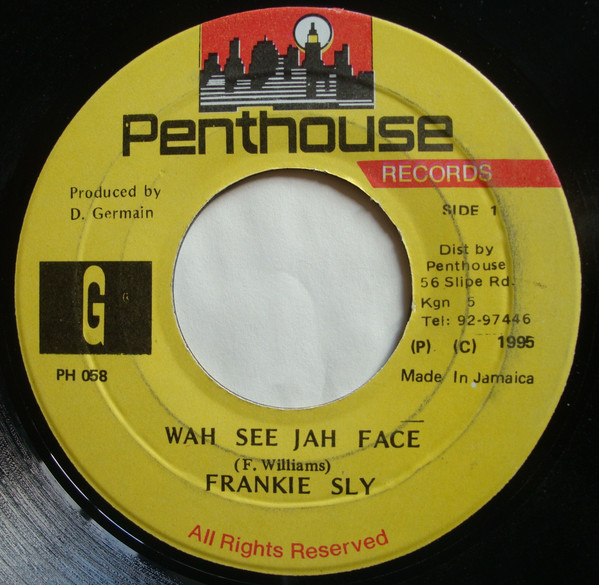 Penthouse
RECORDS
Produced by
D. Germain
SIDE 1
Dist by
Penthouse
56 Slipe Rd.
Kgn 5
Tel: 92-97446
(P) (C) 1995
Made In Jamaica
G
G
PH 058
WAH SEE JAH FACE
(F. Williams)
FRANKIE SLY
All Rights Reserved